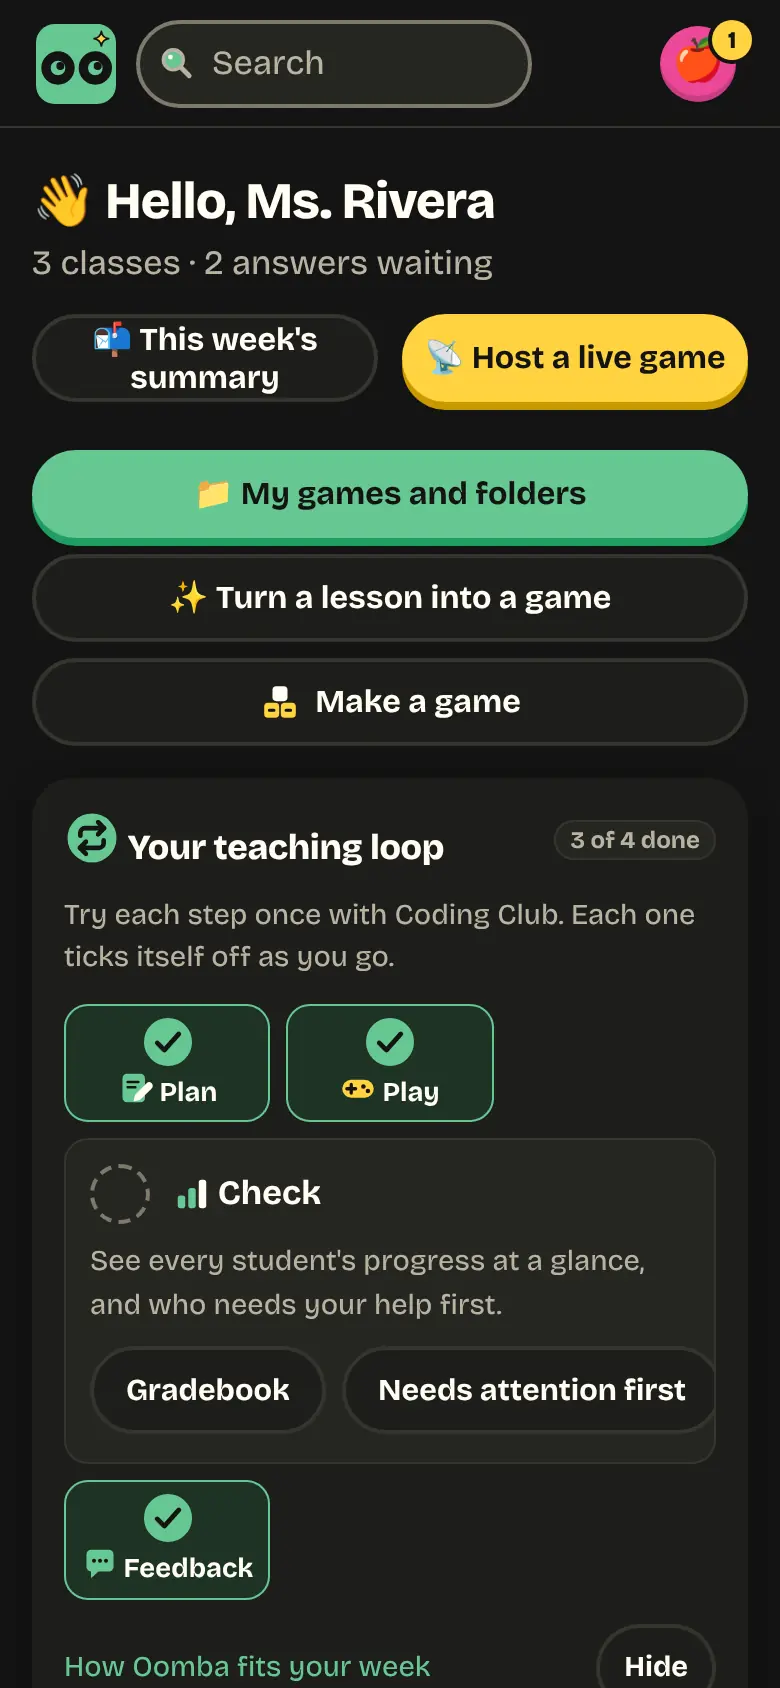 Search
1
Hello, Ms. Rivera
3 classes · 2 answers waiting
This week's
summary
Host a live game
My games and folders
Turn a lesson into a game
Make a game
Your teaching loop
3 of 4 done
Try each step once with Coding Club. Each one
ticks itself off as you go.
Plan
Play
Check
See every student's progress at a glance,
and who needs your help first.
Gradebook
Needs attention first
Feedback
How Oomba fits your week
Hide